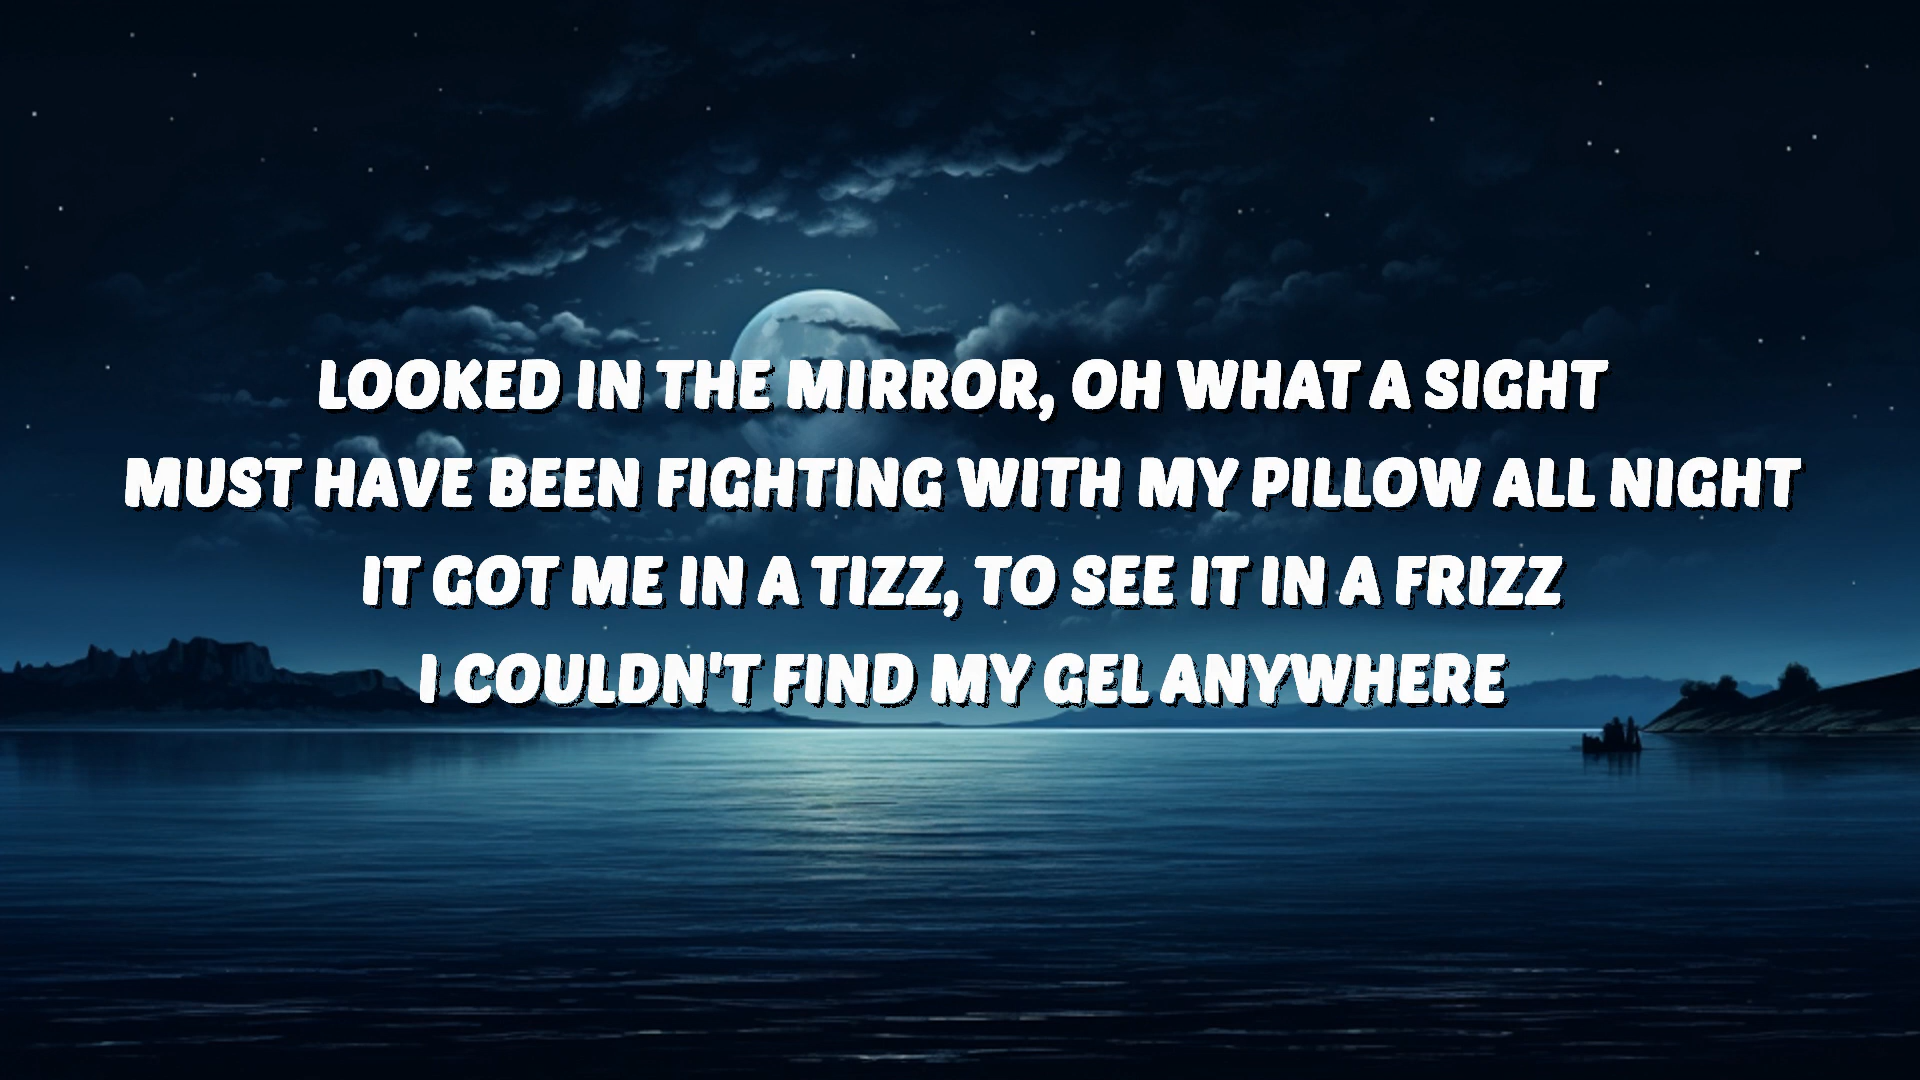 LOOKED IN THE MIRROR, OH WHAT A SIGHT
MUST HAVE BEEN FIGHTING WITH MY PILLOW ALL NIGHT
IT GOT ME IN A TIZZ, TO SEE IT IN A FRIZZ
I COULDN'T FIND MY GEL ANYWHERE